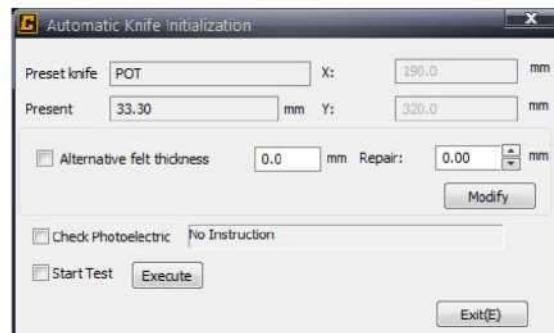 Automatic Knife Initialization
Preset knife POT X: 190.0 mm
Present 33.30 mm Y: 320.0 mm
Alternative felt thickness 0.0 mm Repair: 0.00 mm
Modify
Check Photoelectric No Instruction
Start Test Execute
Exit(E)